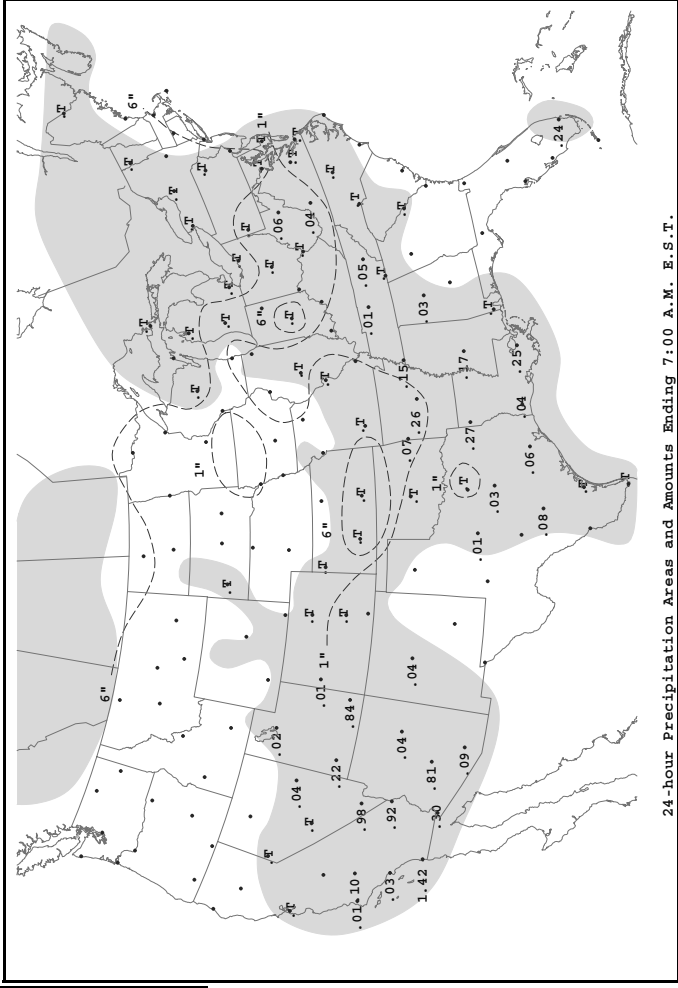 T
6"
6"
T
T
T
T
T
T
1"
T
T
T
T
T
T
6"
1"
T
T
T
.02
.06
T
T
T
T
.04
T
T
.04
T
T
.01
T
1"
6"
T
T
.22
T
.84
.10
T
.01
T
T
T
.98
.05
.01
T
.03
.92
T
.04
.15
.07
.04
T
.26
1.42
.03
.81
.30
1"
.17
.09
T
.27
.01
T
.03
.25
.04
.06
.08
.24
T
T
24-hour Precipitation Areas and Amounts Ending 7:00 A.M. E.S.T.